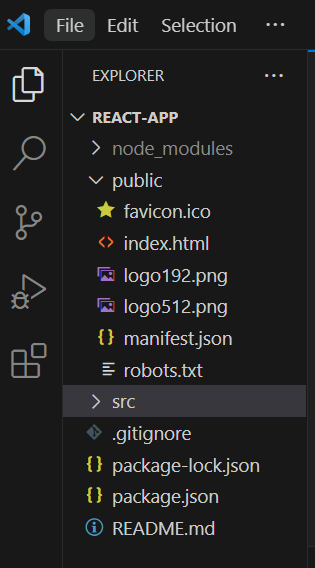 File Edit Selection ···
EXPLORER ···
REACT-APP
node_modules
public
favicon.ico
index.html
logo192.png
logo512.png
manifest.json
robots.txt
src
.gitignore
package-lock.json
package.json
README.md